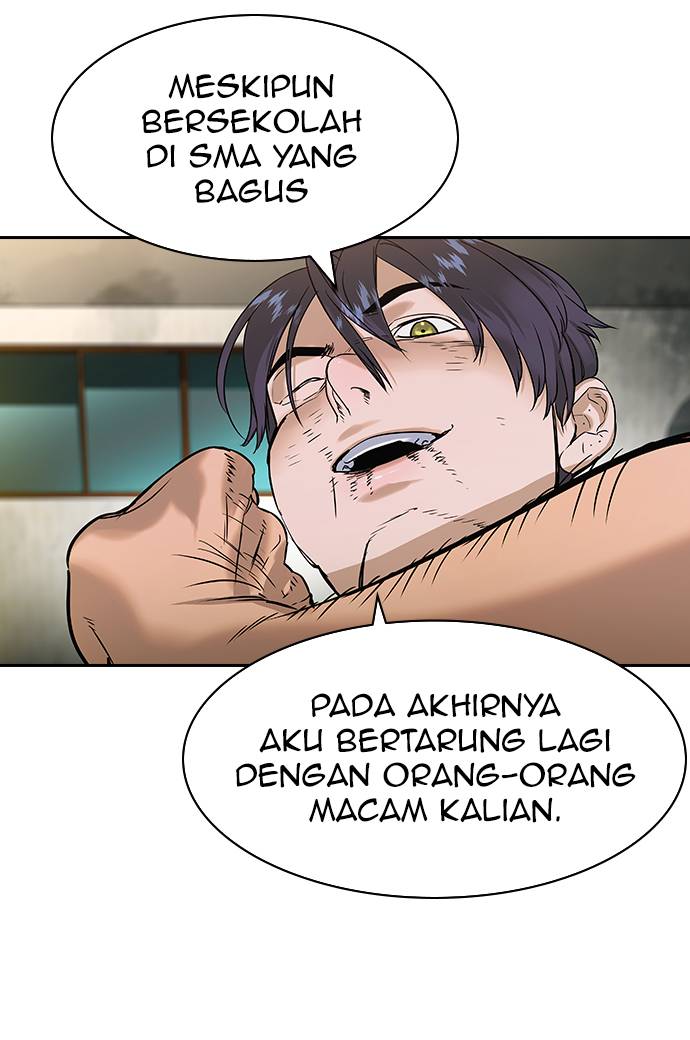 MESKIPUN
BERSEKOLAH
DI SMA YANG
BAGUS
PADA AKHIRNYA
AKU BERTARUNG LAGI
DENGAN ORANG-ORANG
MACAM KALIAN.